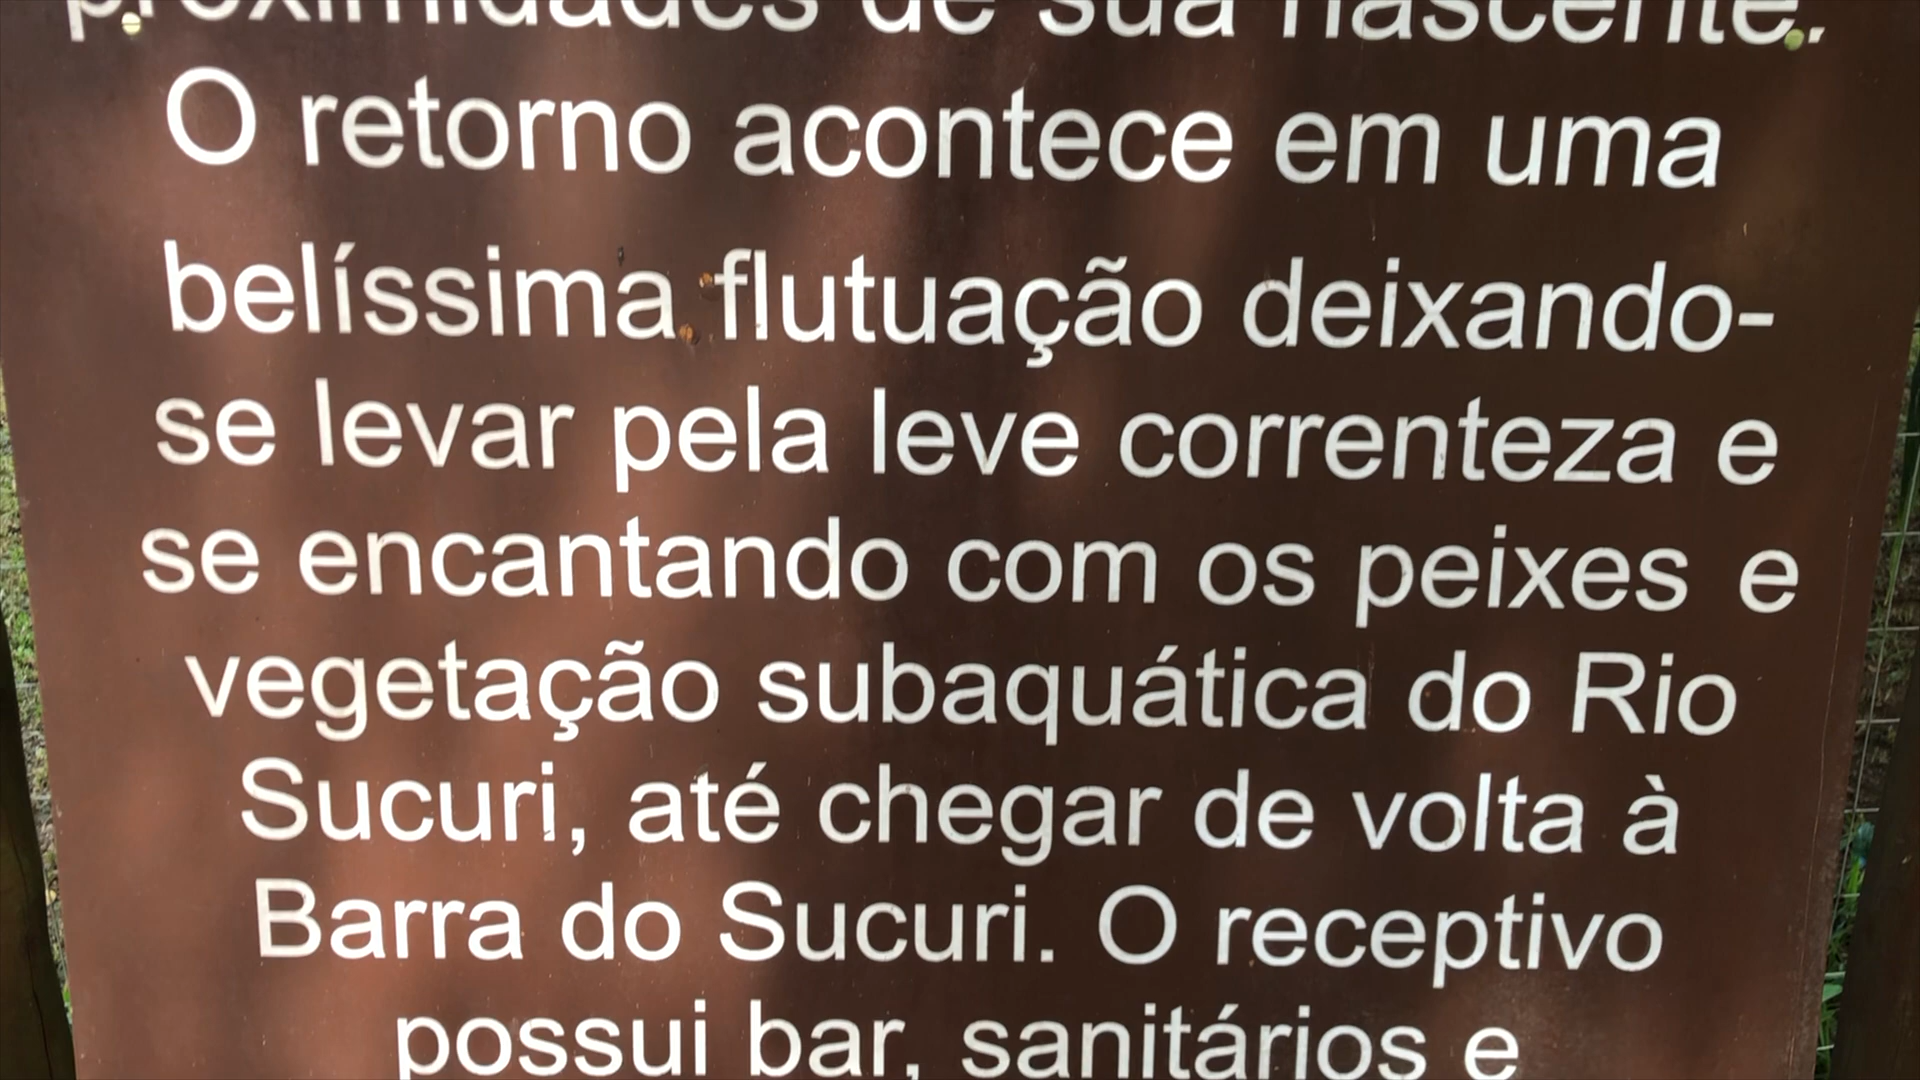 proximidades de sua nascente.
O retorno acontece em uma
belíssima flutuação deixando-
se levar pela leve correnteza e
se encantando com os peixes e
vegetação subaquática do Rio
Sucuri, até chegar de volta à
Barra do Sucuri. O receptivo
possui bar, sanitários e